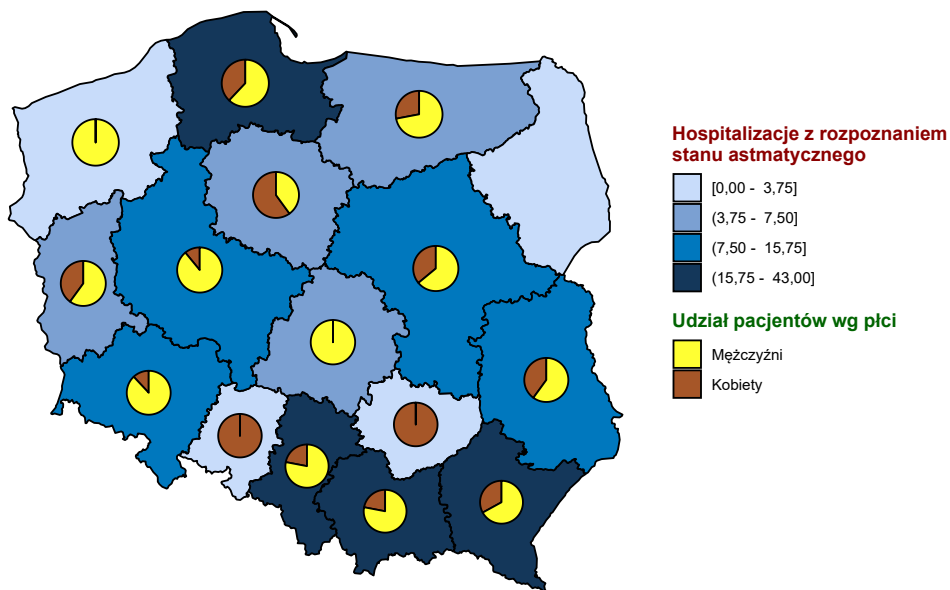 Hospitalizacje z rozpoznaniem
stanu astmatycznego
[0,00 - 3,75]
(3,75 - 7,50]
(7,50 - 15,75]
(15,75 - 43,00]
Udział pacjentów wg płci
Mężczyźni
Kobiety